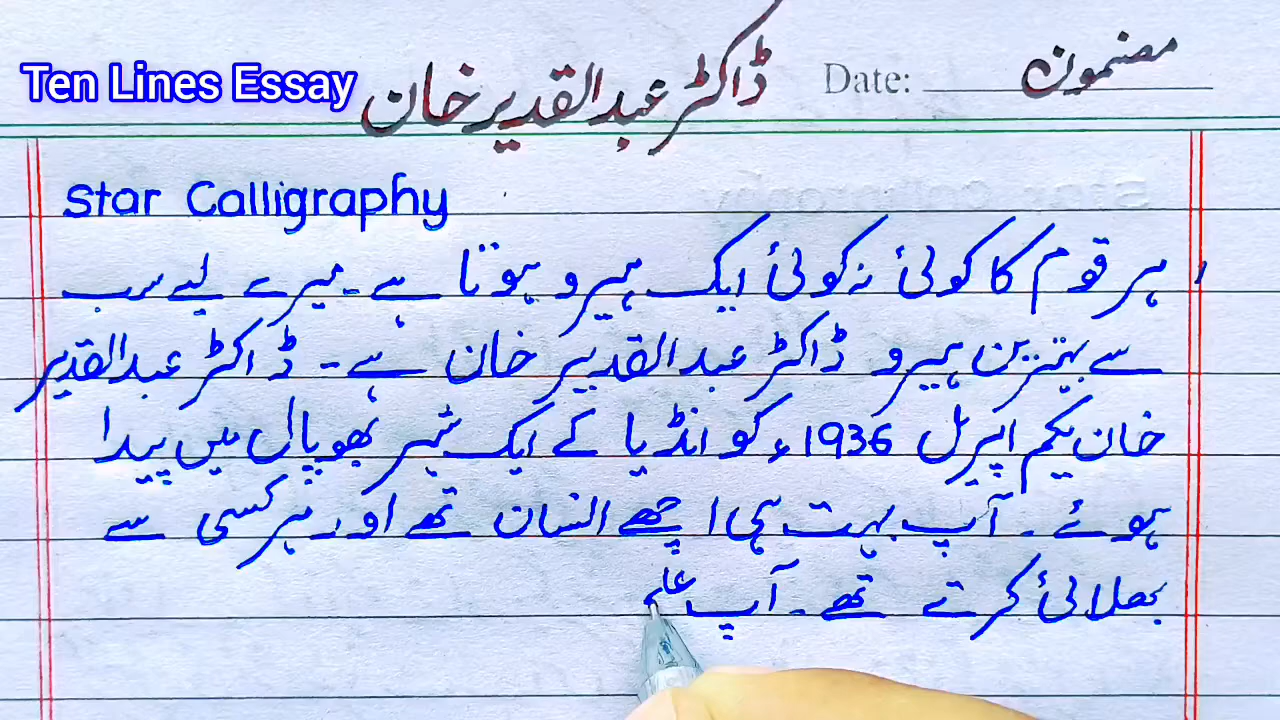 مضمون
Date:
ڈاکٹر عبدالقدیر خان
Ten Lines Essay
Star Calligraphy
ہر قوم کا کوئی نہ کوئی ایک ہیرو ہوتا ہے۔ میرے لیے سب
سے بہترین ہیرو ڈاکٹر عبدالقدیر خان ہے۔ ڈاکٹر عبدالقدیر
خان یکم اپریل 1936ء کو انڈیا کے ایک شہر بھوپال میں پیدا
ہوئے۔ آپ بہت ہی اچھے انسان تھے اور ہر کسی سے
بھلائی کرتے تھے۔ آپ